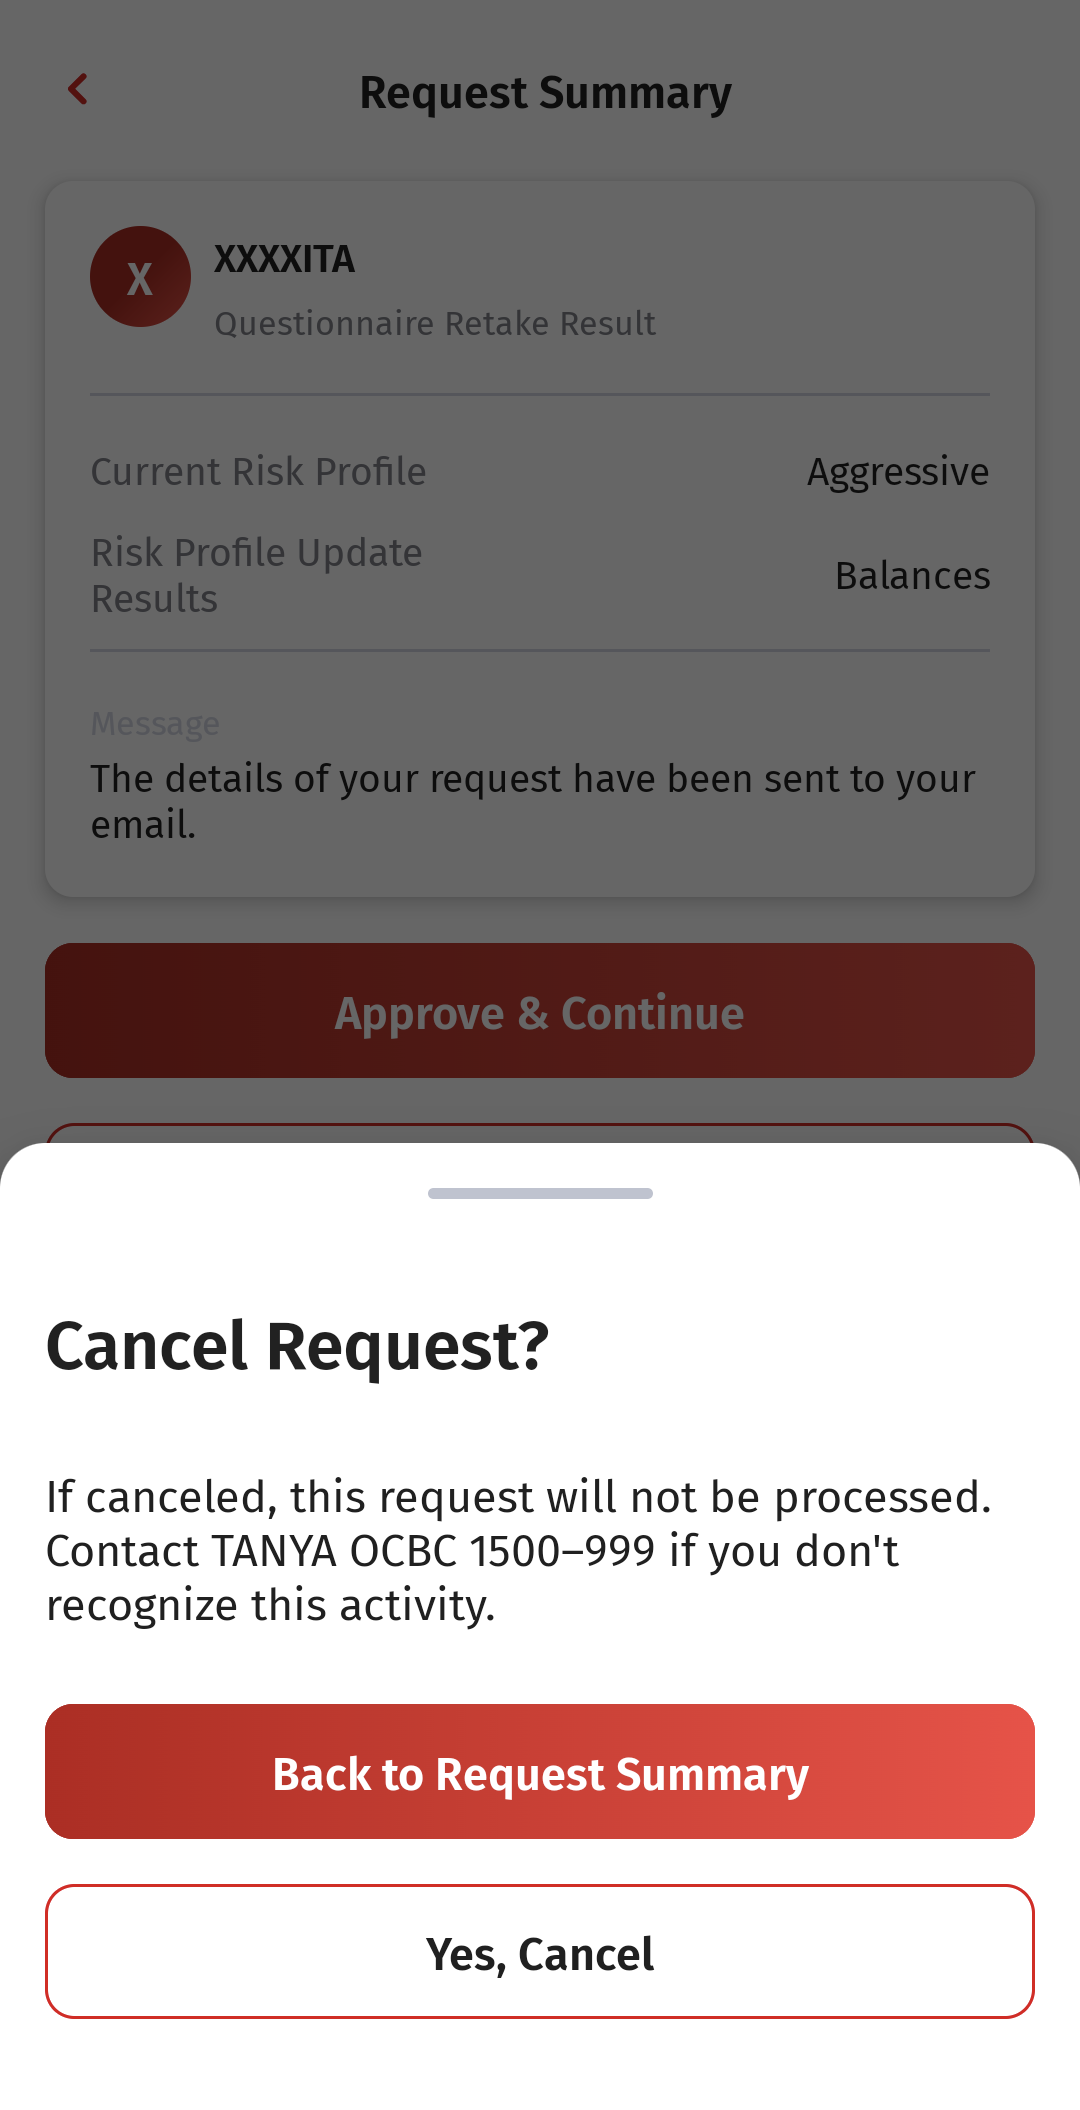 Request Summary
X
XXXXITA
Questionnaire Retake Result
Current Risk Profile
Aggressive
Risk Profile Update
Results
Balances
Message
The details of your request have been sent to your
email.
Approve & Continue
Cancel Request?
If canceled, this request will not be processed.
Contact TANYA OCBC 1500–999 if you don't
recognize this activity.
Back to Request Summary
Yes, Cancel